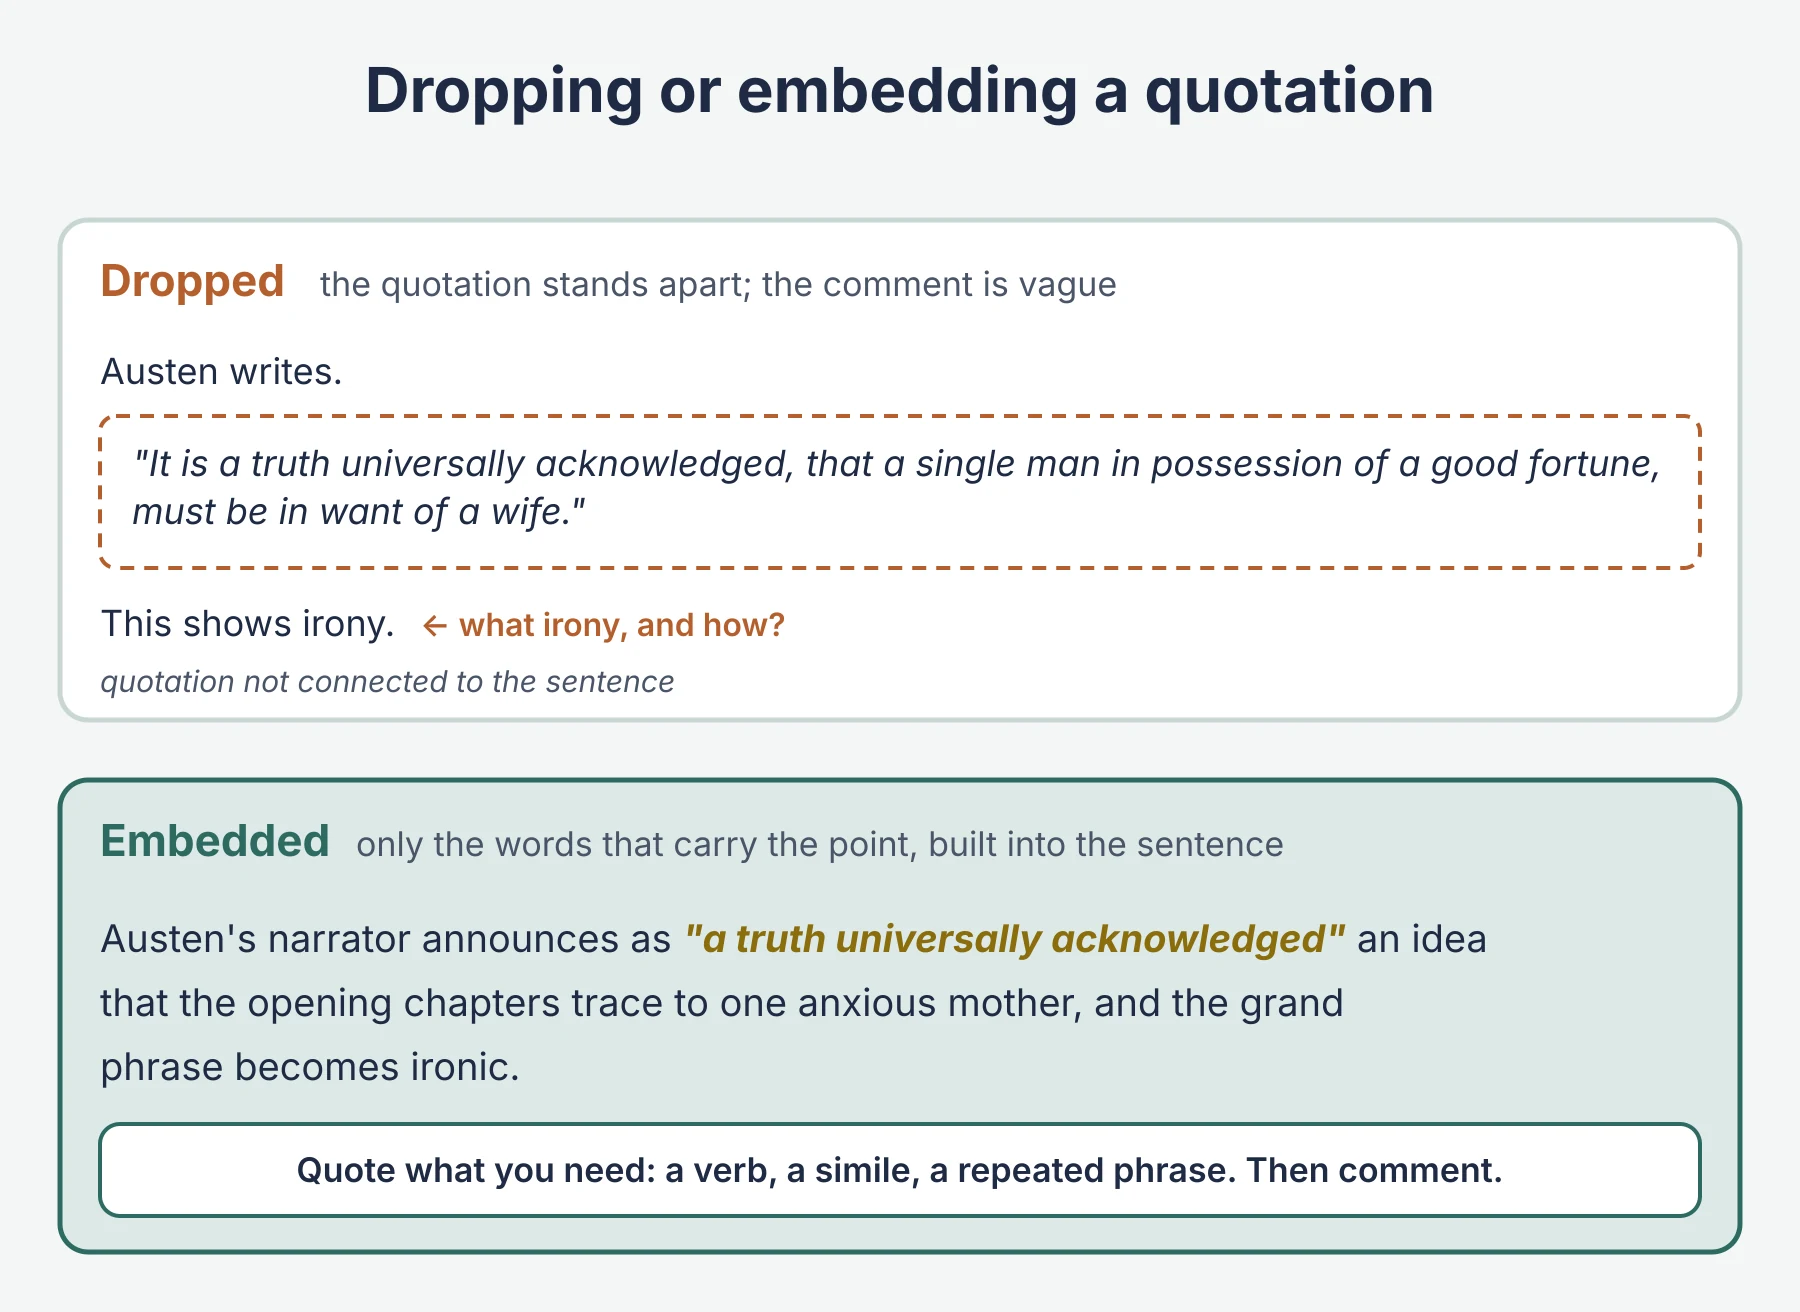 Dropping or embedding a quotation
Dropped the quotation stands apart; the comment is vague
Austen writes.
"It is a truth universally acknowledged, that a single man in possession of a good fortune,
must be in want of a wife."
This shows irony. ← what irony, and how?
quotation not connected to the sentence
Embedded only the words that carry the point, built into the sentence
Austen's narrator announces as "a truth universally acknowledged" an idea
that the opening chapters trace to one anxious mother, and the grand
phrase becomes ironic.
Quote what you need: a verb, a simile, a repeated phrase. Then comment.